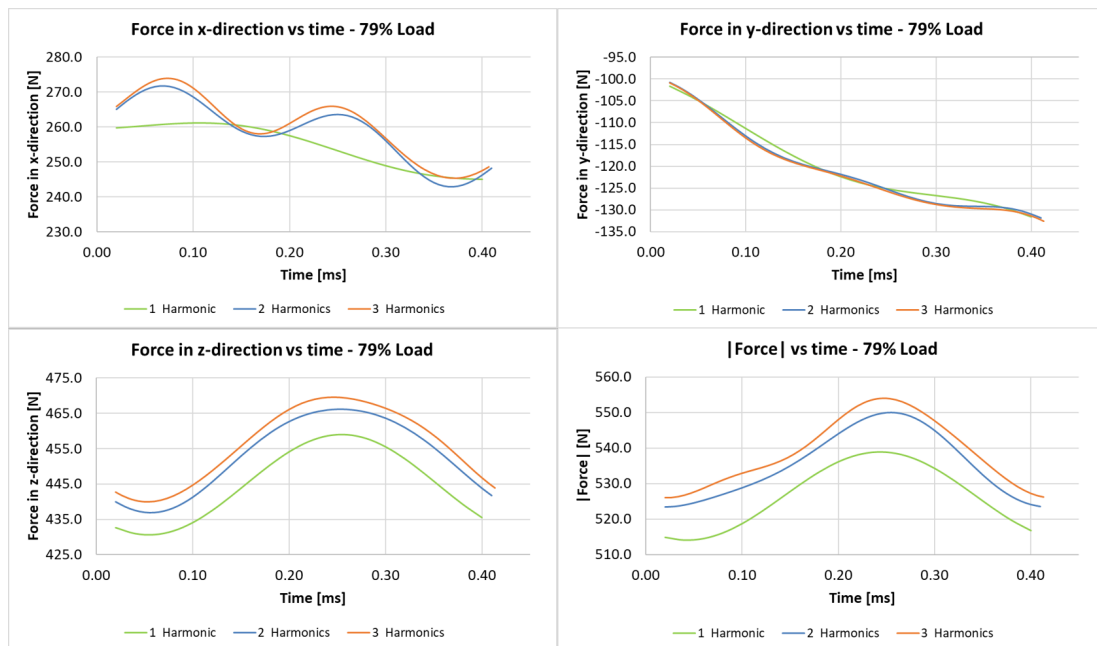 Force in x-direction vs time - 79% Load
Force in x-direction [N]
280.0
270.0
260.0
250.0
240.0
230.0
0.00 0.10 0.20 0.30 0.40
Time [ms]
1 Harmonic 2 Harmonics 3 Harmonics
Force in y-direction vs time - 79% Load
Force in y-direction [N]
-95.0
-100.0
-105.0
-110.0
-115.0
-120.0
-125.0
-130.0
-135.0
0.00 0.10 0.20 0.30 0.40
Time [ms]
1 Harmonic 2 Harmonics 3 Harmonics
Force in z-direction vs time - 79% Load
Force in z-direction [N]
475.0
465.0
455.0
445.0
435.0
425.0
0.00 0.10 0.20 0.30 0.40
Time [ms]
1 Harmonic 2 Harmonics 3 Harmonics
|Force| vs time - 79% Load
|Force| [N]
560.0
550.0
540.0
530.0
520.0
510.0
0.00 0.10 0.20 0.30 0.40
Time [ms]
1 Harmonic 2 Harmonics 3 Harmonics